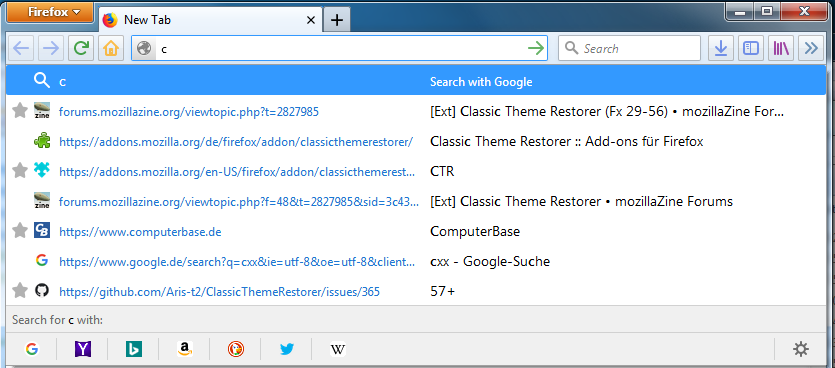 Firefox
New Tab
c
Search
c Search with Google
forums.mozillazine.org/viewtopic.php?t=2827985 [Ext] Classic Theme Restorer (Fx 29-56) • mozillaZine For...
https://addons.mozilla.org/de/firefox/addon/classicthemerestorer/ Classic Theme Restorer :: Add-ons für Firefox
https://addons.mozilla.org/en-US/firefox/addon/classicthemerest... CTR
forums.mozillazine.org/viewtopic.php?f=48&t=2827985&sid=3c43... [Ext] Classic Theme Restorer • mozillaZine Forums
https://www.computerbase.de ComputerBase
https://www.google.de/search?q=cxx&ie=utf-8&oe=utf-8&client... cxx - Google-Suche
https://github.com/Aris-t2/ClassicThemeRestorer/issues/365 57+
Search for c with: